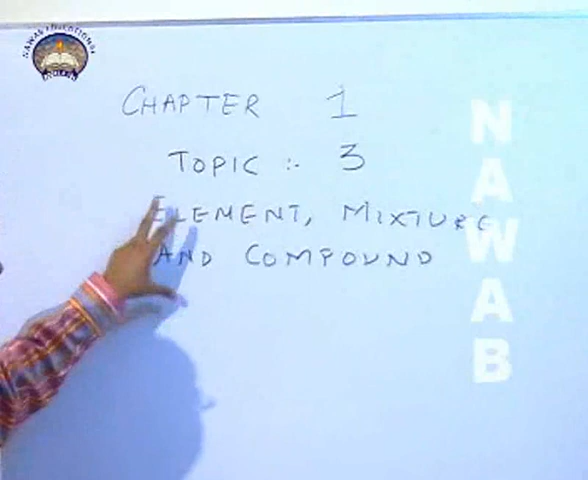 CHAPTER 1
TOPIC :- 3
ELEMENT, MIXTURE
AND COMPOUND
NAWAB